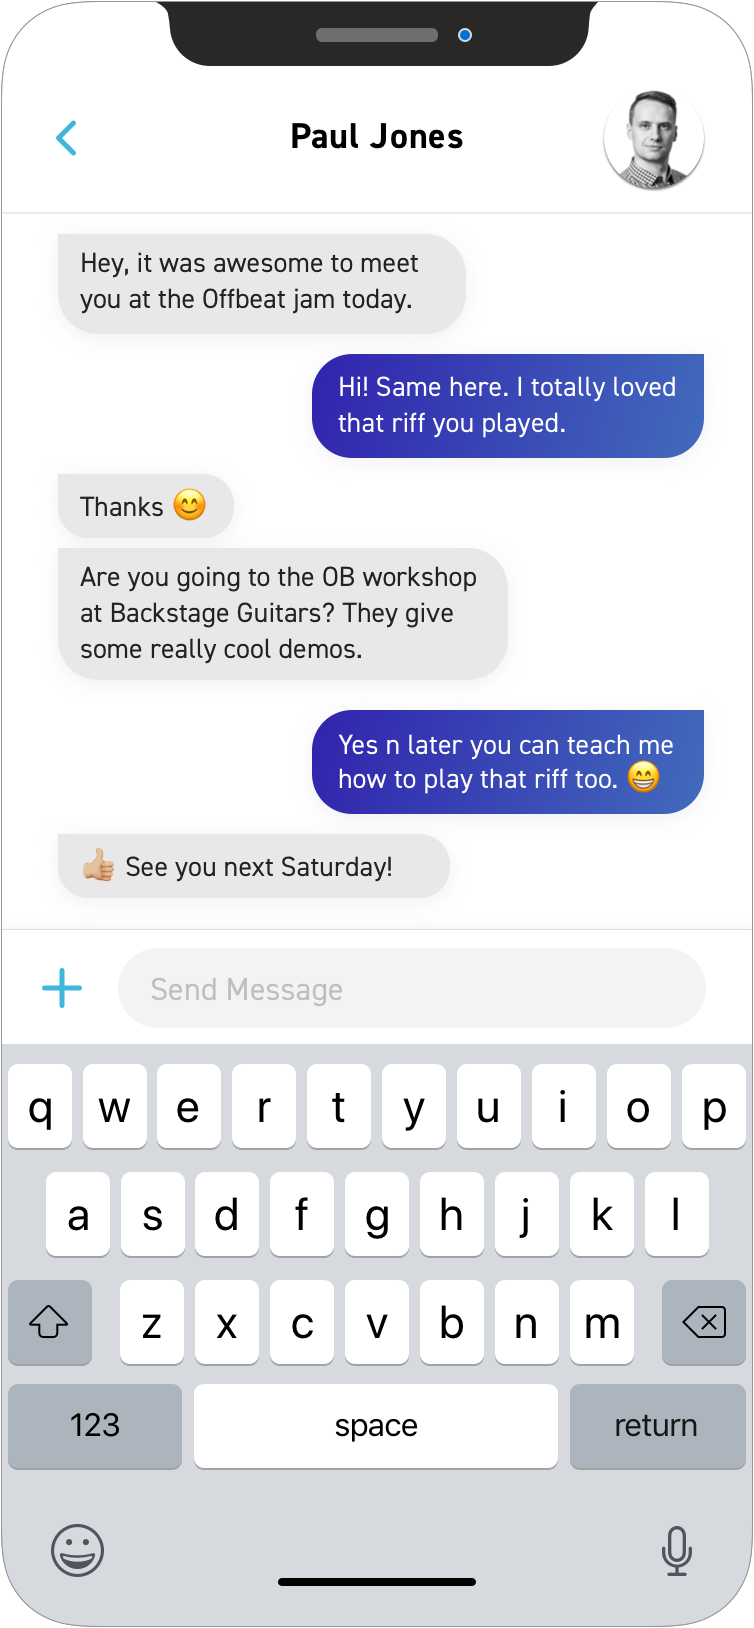 Paul Jones
Hey, it was awesome to meet
you at the Offbeat jam today.
Hi! Same here. I totally loved
that riff you played.
Thanks 😊
Are you going to the OB workshop
at Backstage Guitars? They give
some really cool demos.
Yes n later you can teach me
how to play that riff too. 😁
👍🏼 See you next Saturday!
Send Message
q w e r t y u i o p
a s d f g h j k l
z x c v b n m
123 space return